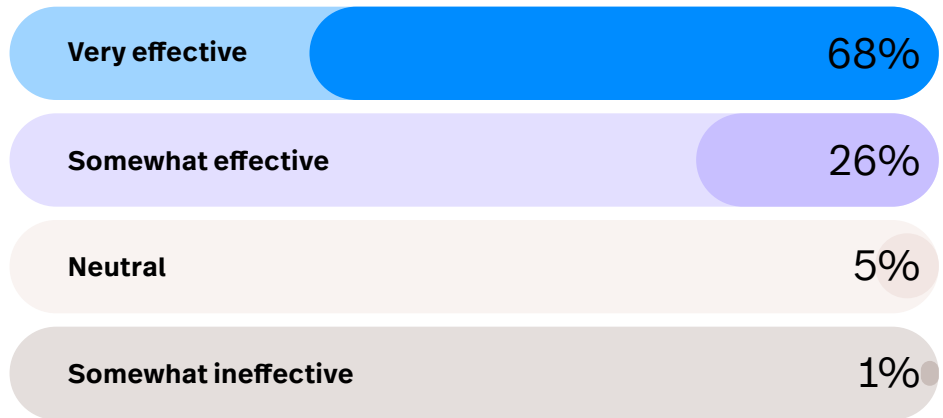 Very effective 68%
Somewhat effective 26%
Neutral 5%
Somewhat ineffective 1%